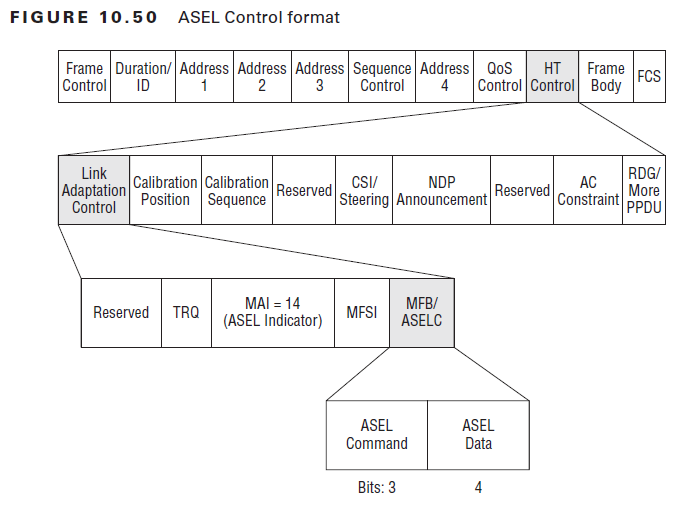 FIGURE 10.50 ASEL Control format
Frame Control
Duration/ ID
Address 1
Address 2
Address 3
Sequence Control
Address 4
QoS Control
HT Control
Frame Body
FCS
Link Adaptation Control
Calibration Position
Calibration Sequence
Reserved
CSI/ Steering
NDP Announcement
Reserved
AC Constraint
RDG/ More PPDU
Reserved
TRQ
MAI = 14 (ASEL Indicator)
MFSI
MFB/ ASELC
ASEL Command
ASEL Data
Bits: 3
4